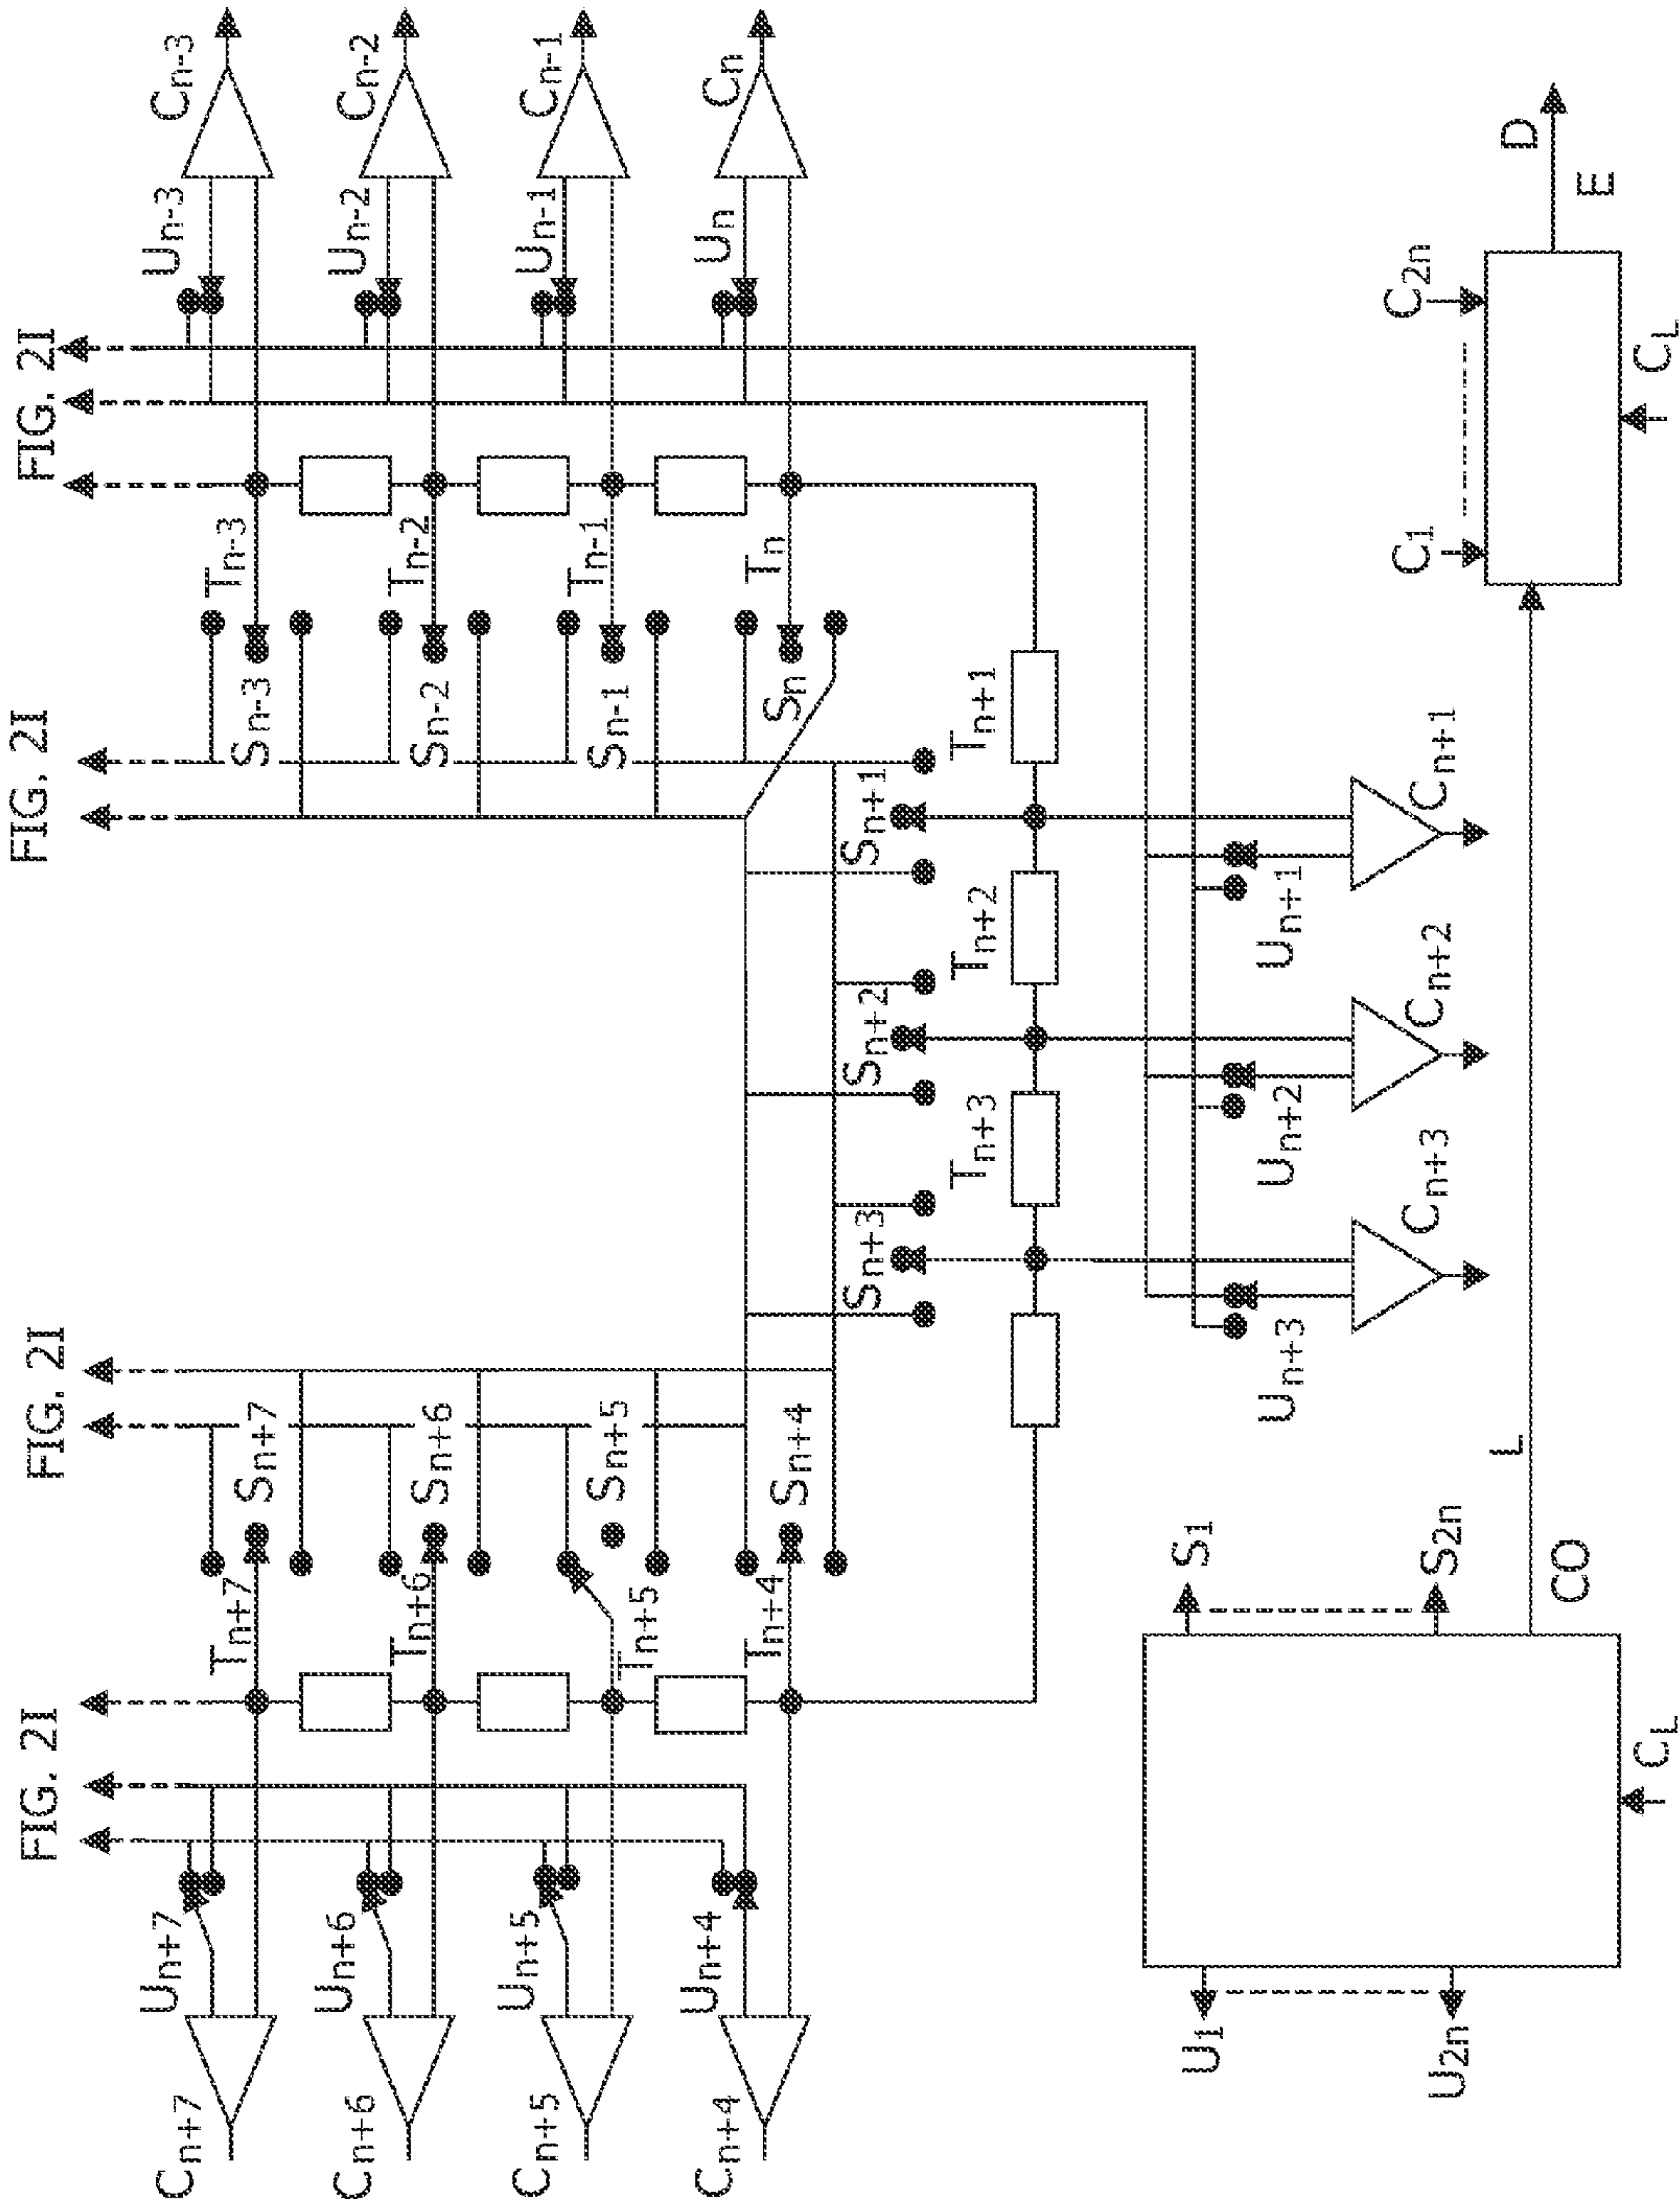 FIG. 2I
FIG. 2I
FIG. 2I
FIG. 2I
Cn+7
Un+7
Tn+7
Sn+7
Sn-3
Tn-3
Un-3
Cn-3
Cn+6
Un+6
Tn+6
Sn+6
Sn-2
Tn-2
Un-2
Cn-2
Cn+5
Un+5
Tn+5
Sn+5
Sn-1
Tn-1
Un-1
Cn-1
Cn+4
Un+4
Tn+4
Sn+4
Sn
Tn
Un
Cn
Sn+3
Sn+2
Sn+1
Tn+3
Tn+2
Tn+1
Un+3
Un+2
Un+1
Cn+3
Cn+2
Cn+1
U1
S1
U2n
S2n
L
C1
C2n
D
CO
E
CL
CL